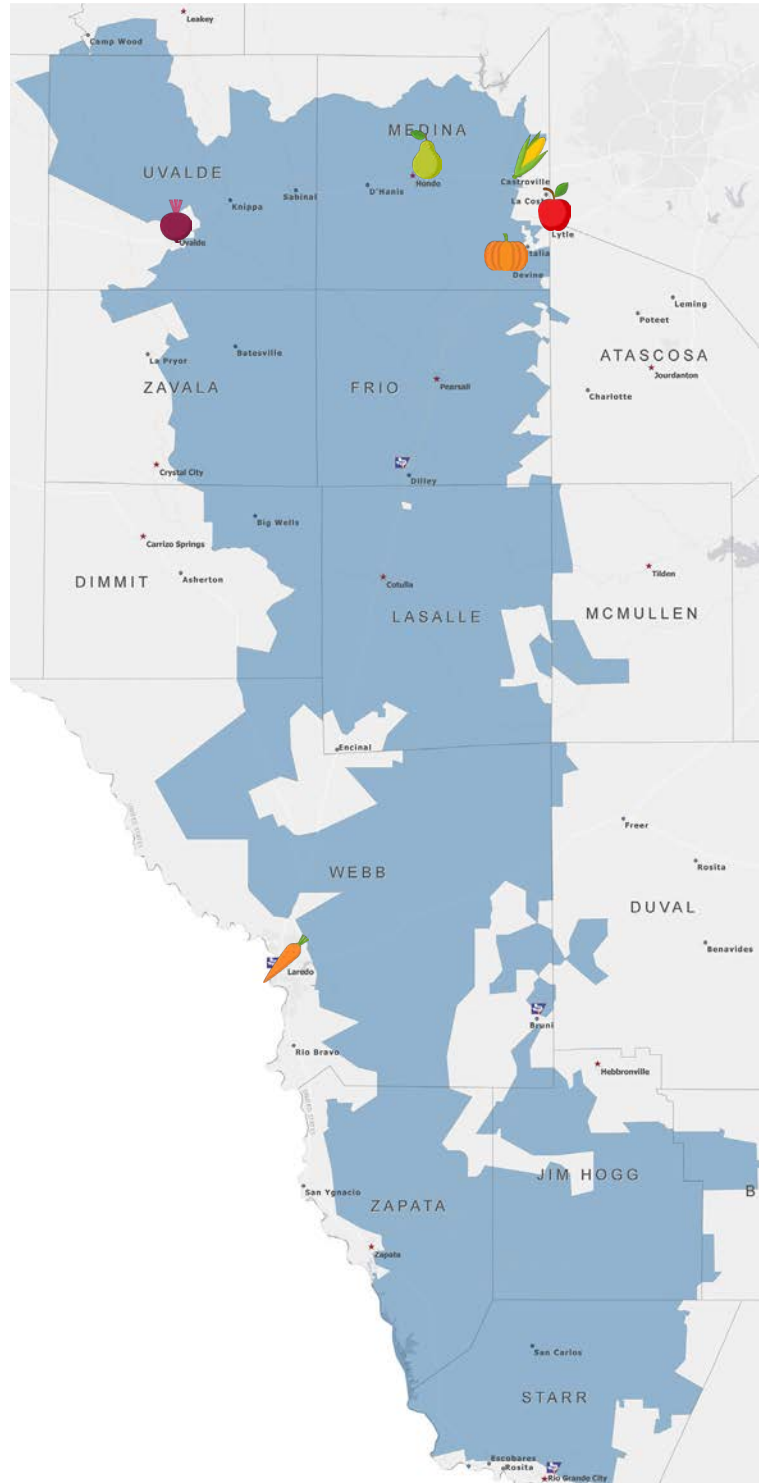 Leakey
Camp Wood
MEDINA
UVALDE
Castroville
Hondo
D'Hanis
Sabinal
Knippa
La Cost
Lytle
Uvalde
Devine
Leming
Poteet
ATASCOSA
Batesville
La Pryor
Jourdanton
ZAVALA
FRIO
Pearsall
Charlotte
Crystal City
Dilley
Big Wells
Carrizo Springs
Asherton
Tilden
DIMMIT
Cotulla
LASALLE
MCMULLEN
Encinal
Freer
Rosita
WEBB
DUVAL
Benavides
Laredo
Bruni
Rio Bravo
Hebbronville
JIM HOGG
San Ygnacio
B
ZAPATA
Zapata
San Carlos
STARR
Escobares
Rosita
Rio Grande City